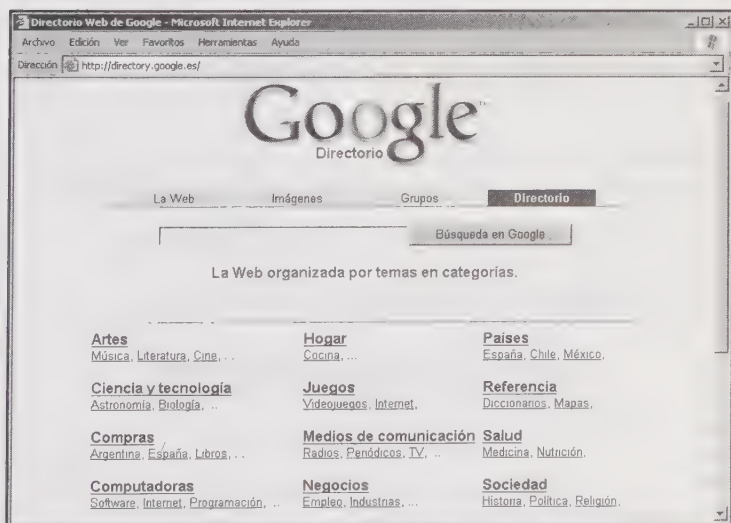 Directorio Web de Google - Microsoft Internet Explorer
Archivo Edición Ver Favoritos Herramientas Ayuda
Dirección http://directory.google.es/
Google™
Directorio
La Web Imágenes Grupos Directorio
Búsqueda en Google
La Web organizada por temas en categorías.
Artes Hogar Países
Música, Literatura, Cine, ... Cocina, ... España, Chile, México,
Ciencia y tecnología Juegos Referencia
Astronomía, Biología, ... Videojuegos, Internet, Diccionarios, Mapas,
Compras Medios de comunicación Salud
Argentina, España, Libros, ... Radios, Periódicos, TV, ... Medicina, Nutrición,
Computadoras Negocios Sociedad
Software, Internet, Programación, ... Empleo, Industrias, ... Historia, Política, Religión,